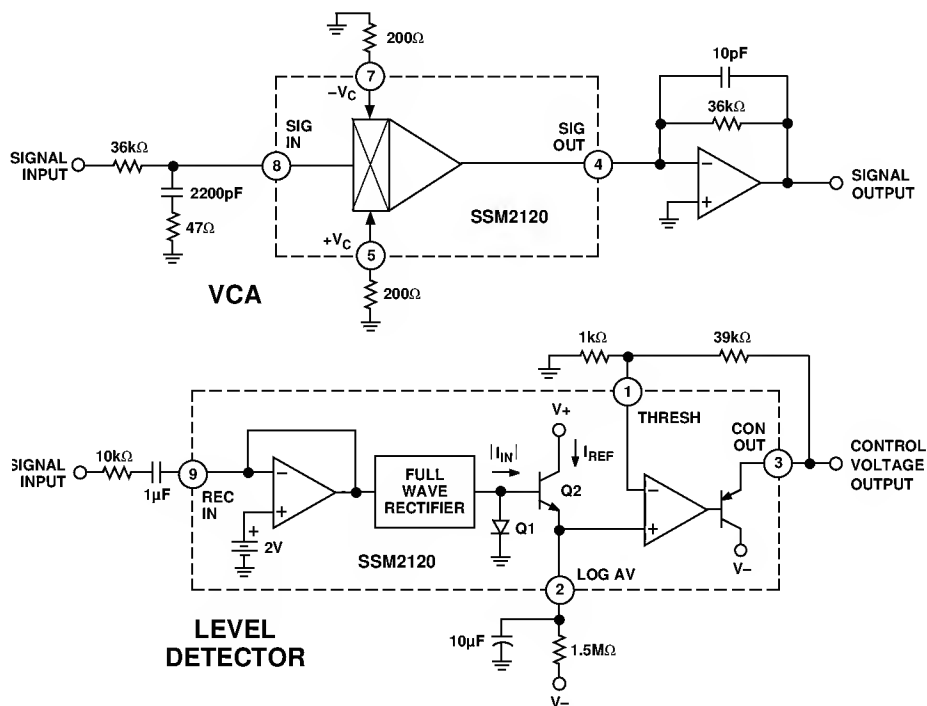 200Ω
7
–VC
10pF
36kΩ
SIGNAL
INPUT
36kΩ
SIG
IN
8
SIG
OUT
4
2200pF
47Ω
SSM2120
SIGNAL
OUTPUT
+VC
5
VCA
200Ω
1kΩ
39kΩ
1
THRESH
V+
CON
OUT
3
CONTROL
VOLTAGE
OUTPUT
SIGNAL
INPUT
10kΩ
1µF
9
REC
IN
FULL
WAVE
RECTIFIER
|IIN|
IREF
Q2
Q1
2V
SSM2120
V–
LOG AV
2
LEVEL
DETECTOR
10µF
1.5MΩ
V–